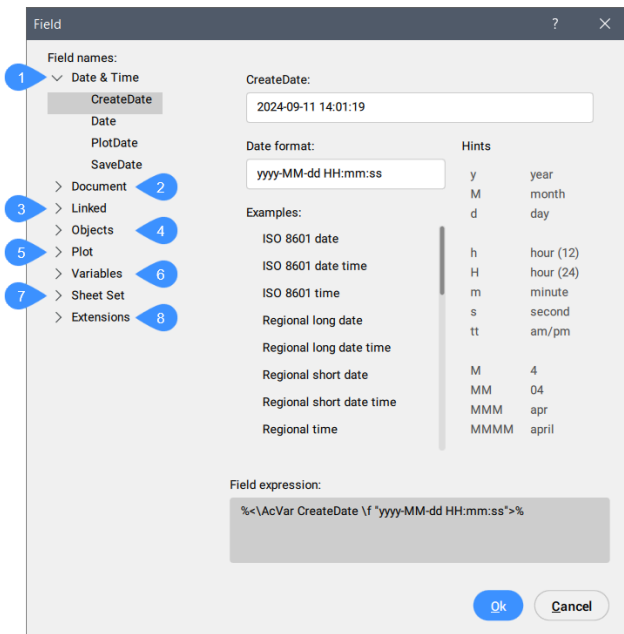 Field ? ×
Field names:
1 Date & Time
CreateDate
Date
PlotDate
SaveDate
Document 2
3 Linked
Objects 4
5 Plot
Variables 6
7 Sheet Set
Extensions 8
CreateDate:
2024-09-11 14:01:19
Date format:
yyyy-MM-dd HH:mm:ss
Examples:
ISO 8601 date
ISO 8601 date time
ISO 8601 time
Regional long date
Regional long date time
Regional short date
Regional short date time
Regional time
Hints
y year
M month
d day
h hour (12)
H hour (24)
m minute
s second
tt am/pm
M 4
MM 04
MMM apr
MMMM april
Field expression:
%<\AcVar CreateDate \f "yyyy-MM-dd HH:mm:ss">%
Ok Cancel